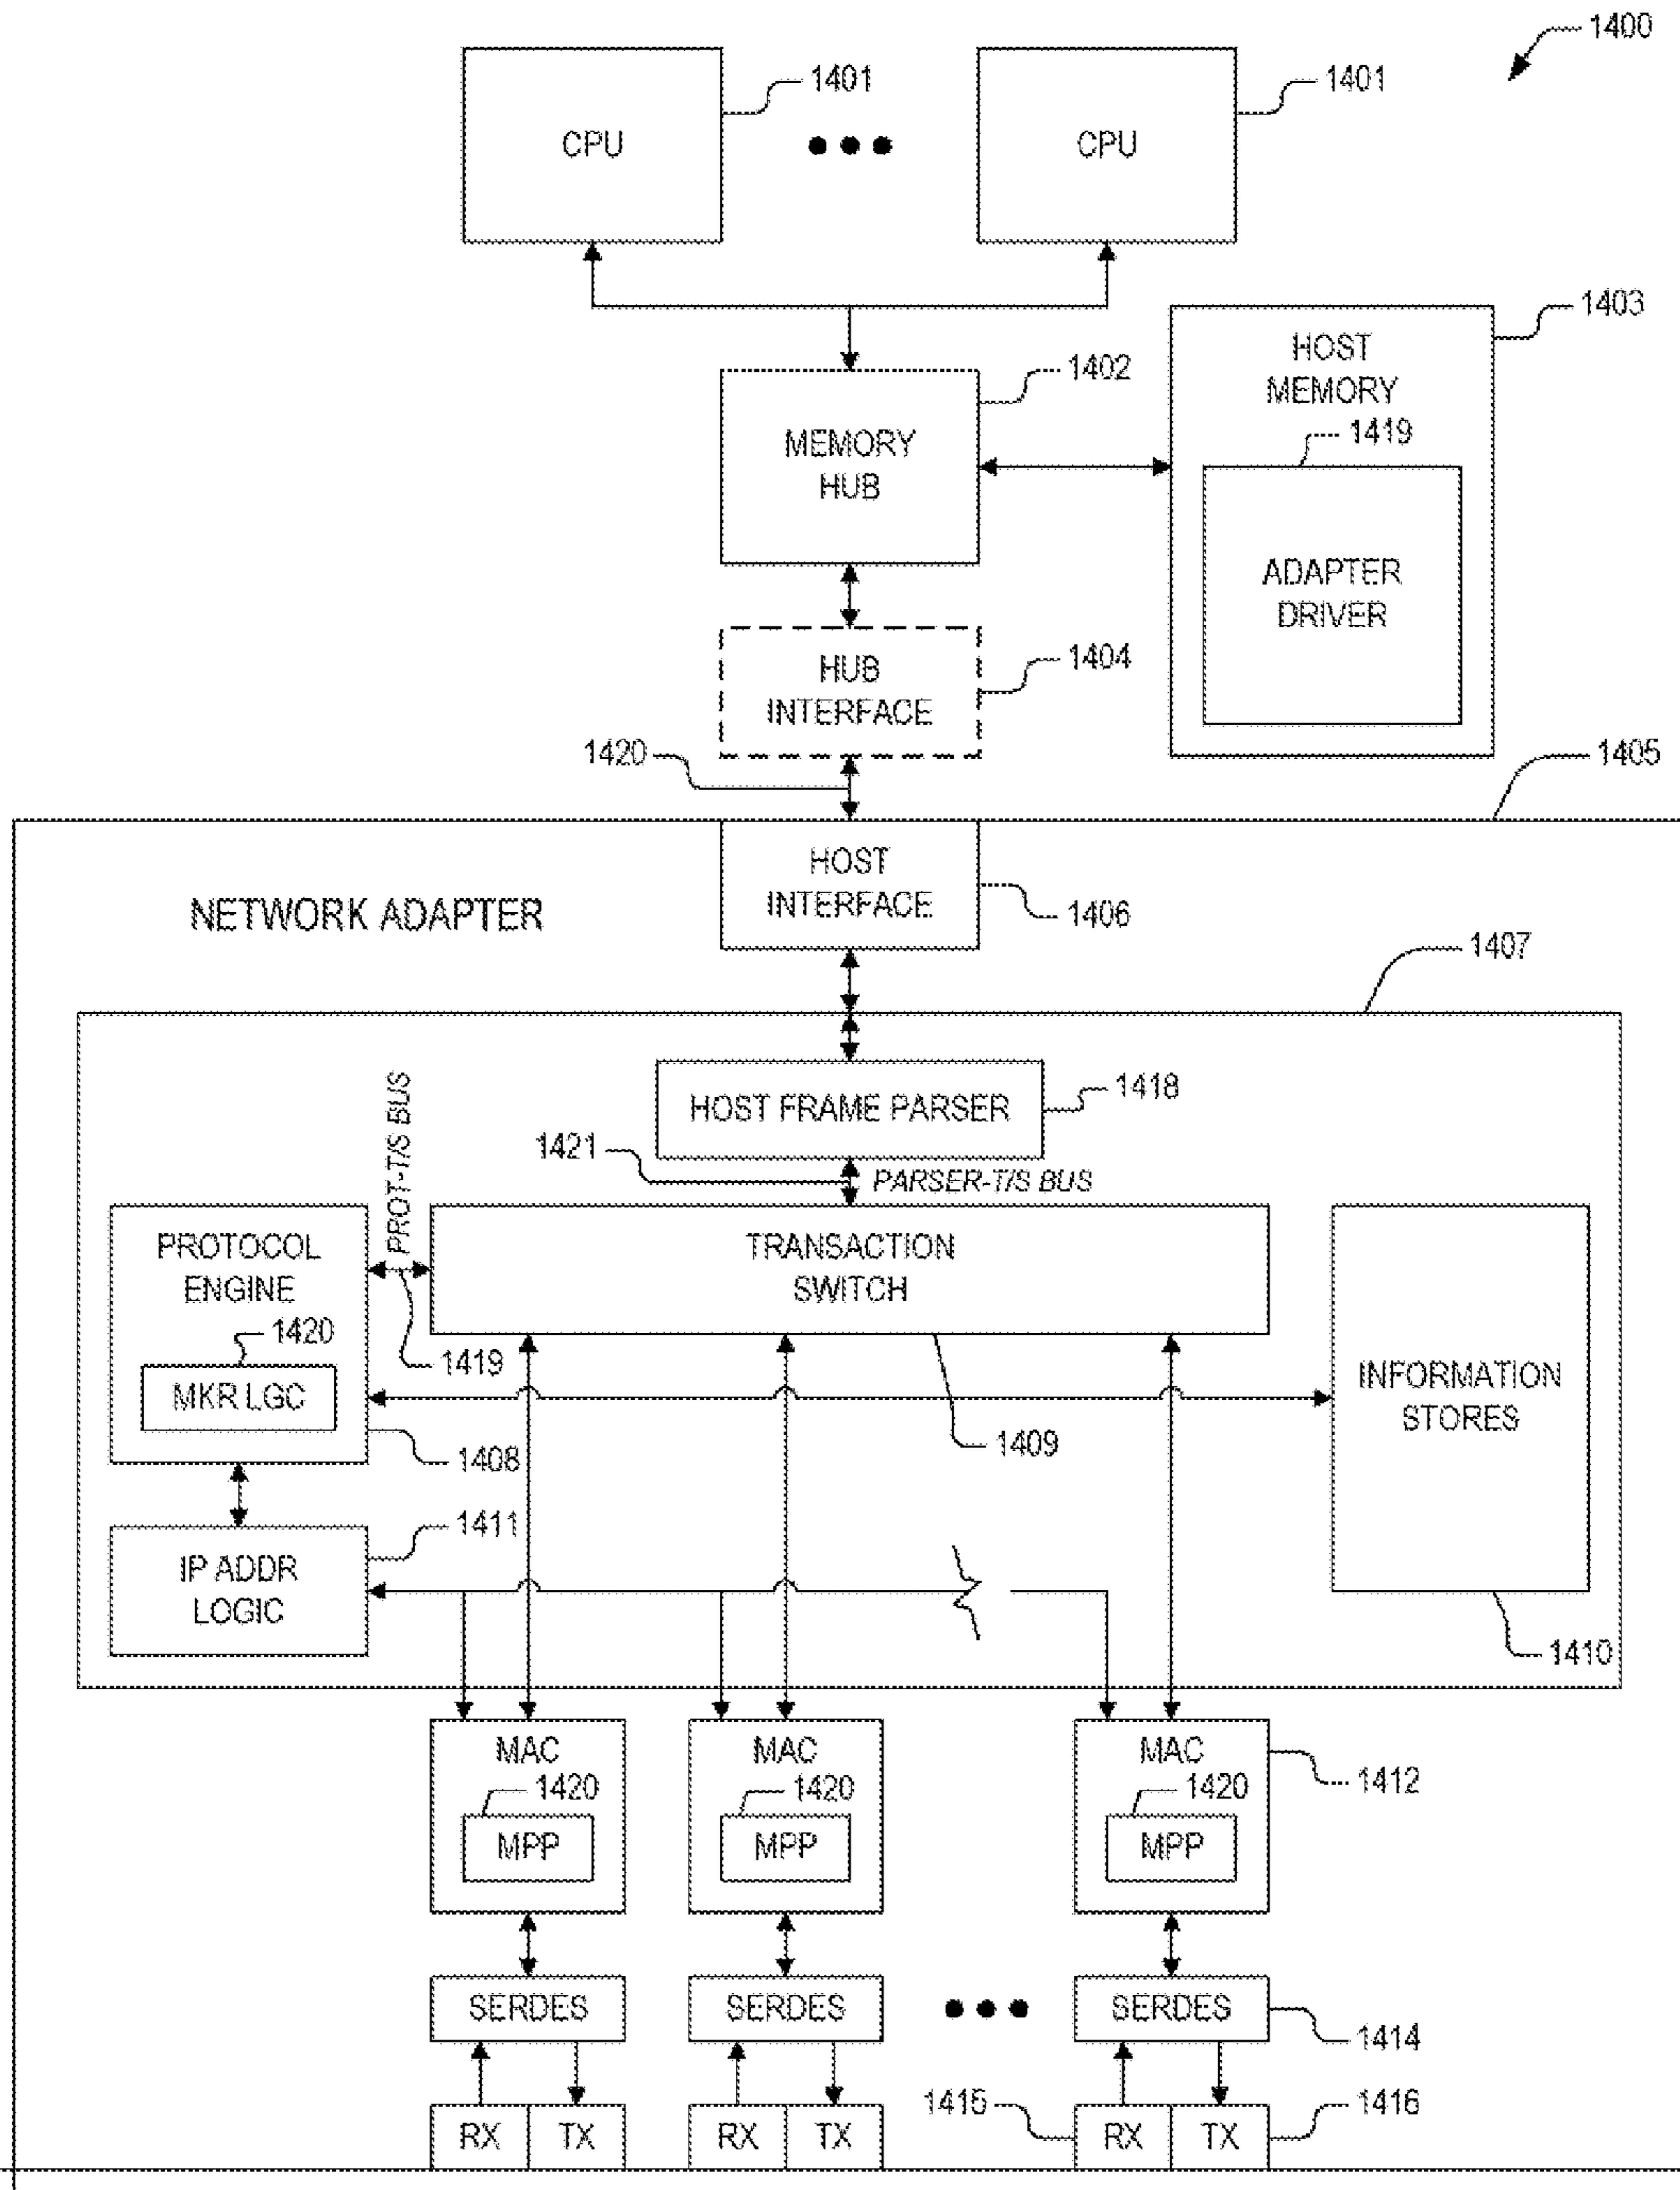 1400
1401
1401
CPU
CPU
1403
HOST
MEMORY
1402
1419
MEMORY
HUB
ADAPTER
DRIVER
HUB
INTERFACE
1404
1420
1405
HOST
INTERFACE
1406
NETWORK ADAPTER
1407
PROT-T/S BUS
HOST FRAME PARSER
1418
1421
PARSER-T/S BUS
PROTOCOL
ENGINE
TRANSACTION
SWITCH
1420
1419
MKR LGC
INFORMATION
STORES
1408
1409
1411
IP ADDR
LOGIC
1410
MAC
MAC
MAC
1412
1420
1420
1420
MPP
MPP
MPP
SERDES
SERDES
SERDES
1414
1415
1416
RX
TX
RX
TX
RX
TX